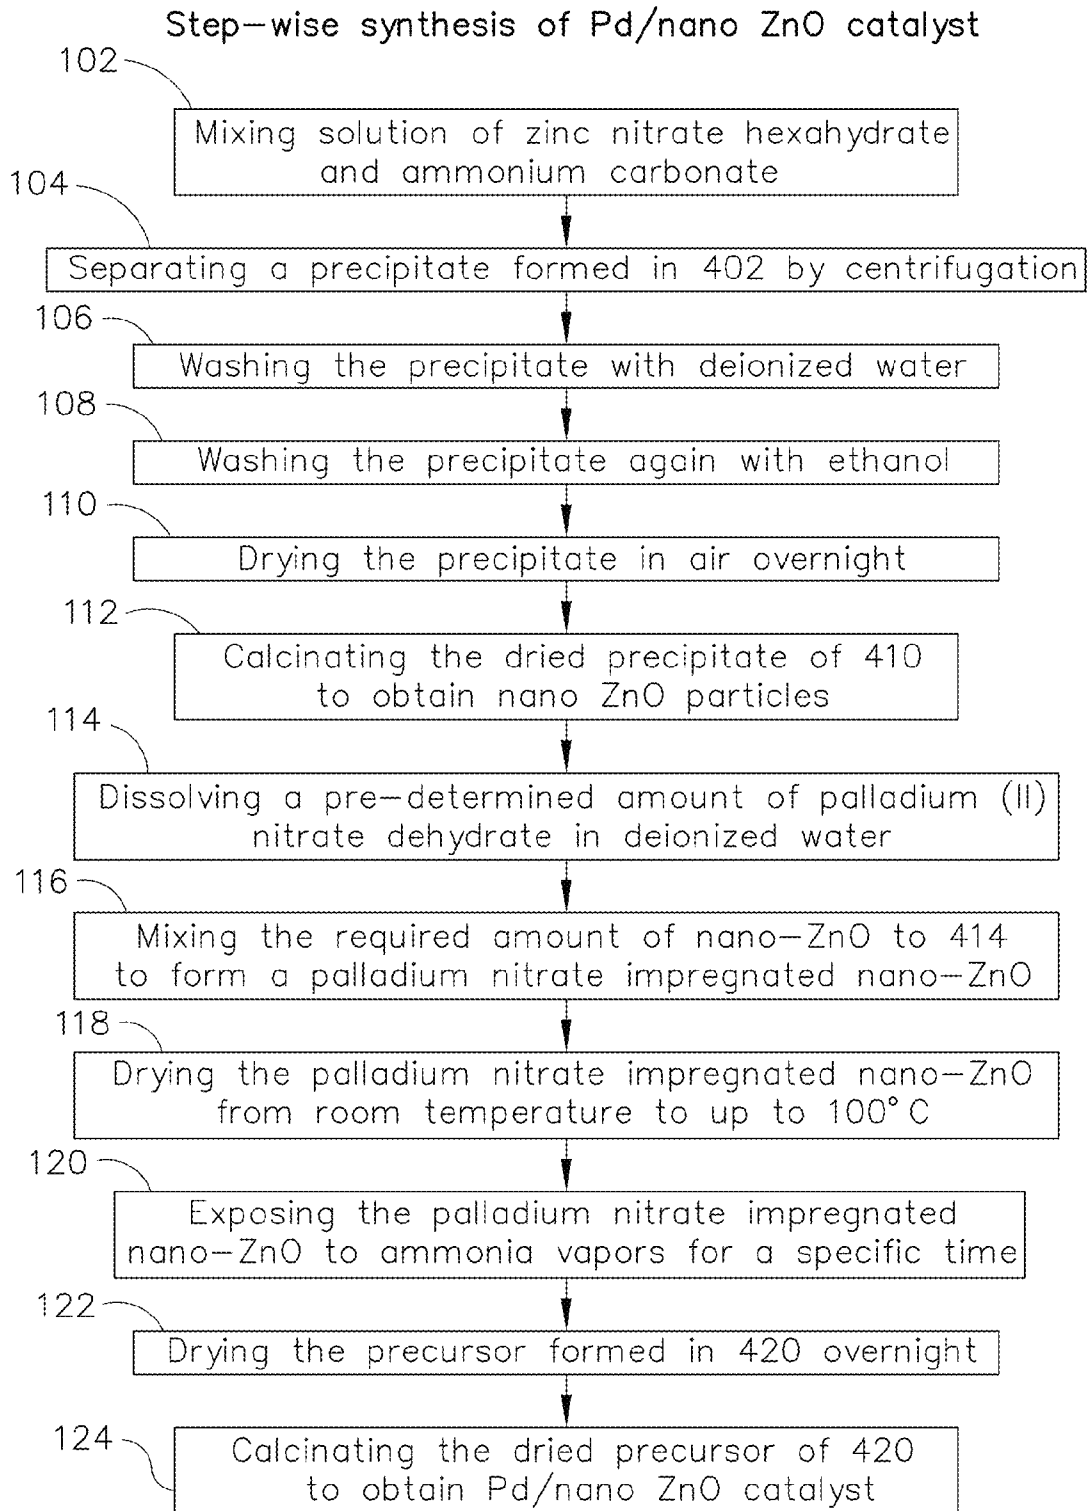 Step-wise synthesis of Pd/nano ZnO catalyst
102
Mixing solution of zinc nitrate hexahydrate
and ammonium carbonate
104
Separating a precipitate formed in 402 by centrifugation
106
Washing the precipitate with deionized water
108
Washing the precipitate again with ethanol
110
Drying the precipitate in air overnight
112
Calcinating the dried precipitate of 410
to obtain nano ZnO particles
114
Dissolving a pre-determined amount of palladium (II)
nitrate dehydrate in deionized water
116
Mixing the required amount of nano-ZnO to 414
to form a palladium nitrate impregnated nano-ZnO
118
Drying the palladium nitrate impregnated nano-ZnO
from room temperature to up to 100°C
120
Exposing the palladium nitrate impregnated
nano-ZnO to ammonia vapors for a specific time
122
Drying the precursor formed in 420 overnight
124
Calcinating the dried precursor of 420
to obtain Pd/nano ZnO catalyst